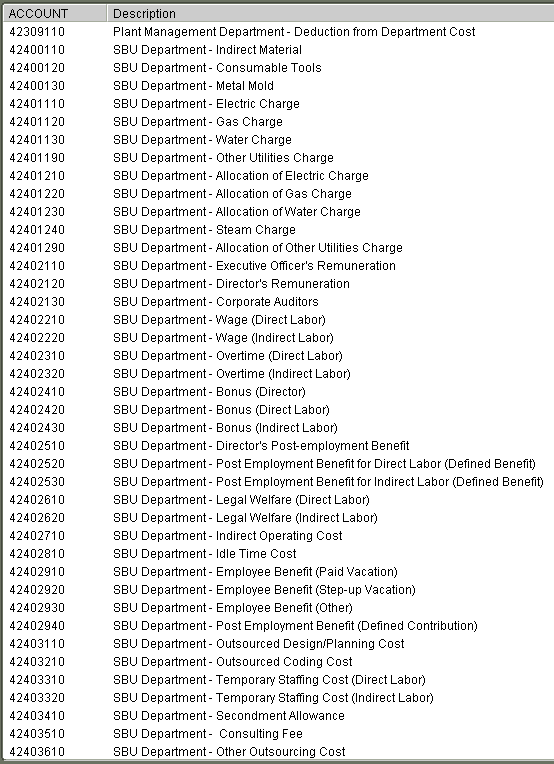 ACCOUNT Description
42309110 Plant Management Department - Deduction from Department Cost
42400110 SBU Department - Indirect Material
42400120 SBU Department - Consumable Tools
42400130 SBU Department - Metal Mold
42401110 SBU Department - Electric Charge
42401120 SBU Department - Gas Charge
42401130 SBU Department - Water Charge
42401190 SBU Department - Other Utilities Charge
42401210 SBU Department - Allocation of Electric Charge
42401220 SBU Department - Allocation of Gas Charge
42401230 SBU Department - Allocation of Water Charge
42401240 SBU Department - Steam Charge
42401290 SBU Department - Allocation of Other Utilities Charge
42402110 SBU Department - Executive Officer's Remuneration
42402120 SBU Department - Director's Remuneration
42402130 SBU Department - Corporate Auditors
42402210 SBU Department - Wage (Direct Labor)
42402220 SBU Department - Wage (Indirect Labor)
42402310 SBU Department - Overtime (Direct Labor)
42402320 SBU Department - Overtime (Indirect Labor)
42402410 SBU Department - Bonus (Director)
42402420 SBU Department - Bonus (Direct Labor)
42402430 SBU Department - Bonus (Indirect Labor)
42402510 SBU Department - Director's Post-employment Benefit
42402520 SBU Department - Post Employment Benefit for Direct Labor (Defined Benefit)
42402530 SBU Department - Post Employment Benefit for Indirect Labor (Defined Benefit)
42402610 SBU Department - Legal Welfare (Direct Labor)
42402620 SBU Department - Legal Welfare (Indirect Labor)
42402710 SBU Department - Indirect Operating Cost
42402810 SBU Department - Idle Time Cost
42402910 SBU Department - Employee Benefit (Paid Vacation)
42402920 SBU Department - Employee Benefit (Step-up Vacation)
42402930 SBU Department - Employee Benefit (Other)
42402940 SBU Department - Post Employment Benefit (Defined Contribution)
42403110 SBU Department - Outsourced Design/Planning Cost
42403210 SBU Department - Outsourced Coding Cost
42403310 SBU Department - Temporary Staffing Cost (Direct Labor)
42403320 SBU Department - Temporary Staffing Cost (Indirect Labor)
42403410 SBU Department - Secondment Allowance
42403510 SBU Department -  Consulting Fee
42403610 SBU Department - Other Outsourcing Cost